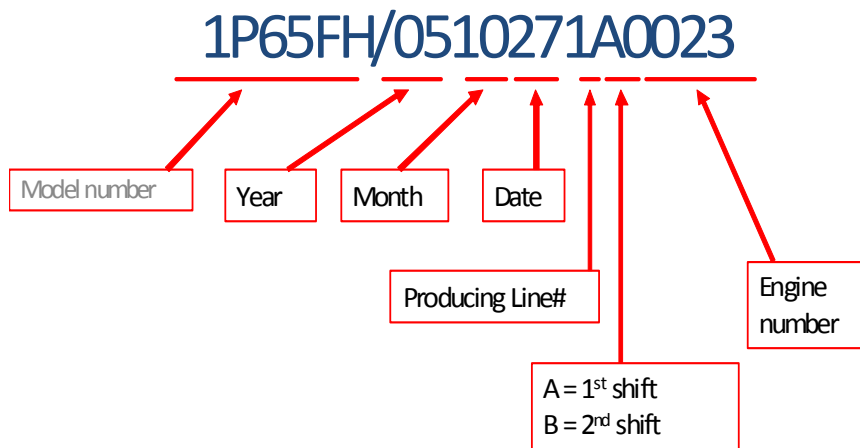 1P65FH/0510271A0023
Model number
Year
Month
Date
Producing Line#
Engine
number
A = 1st shift
B = 2nd shift